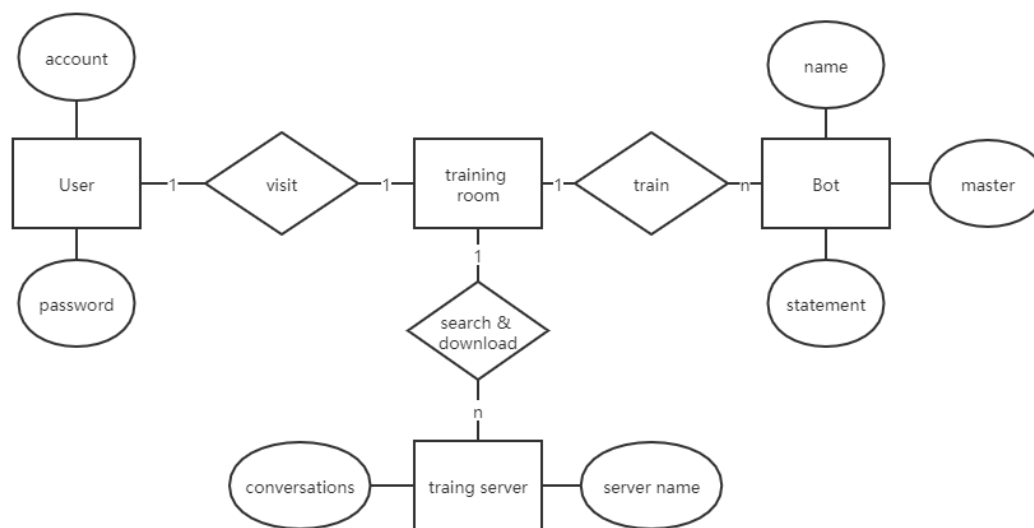 account
name
User
1
visit
1
training
room
1
train
n
Bot
master
1
password
statement
search &
download
n
conversations
traing server
server name